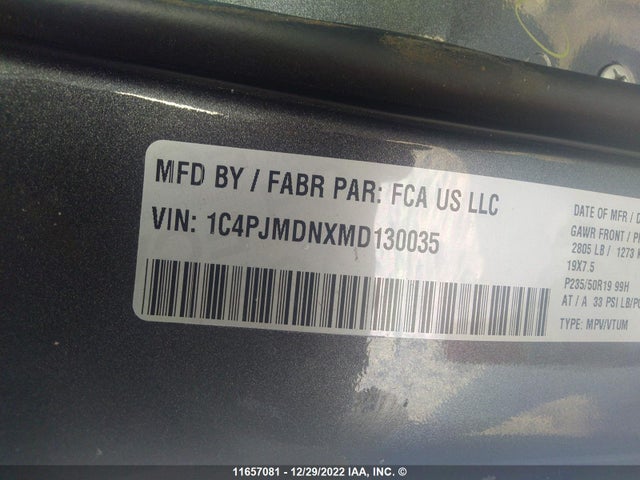 MFD BY / FABR PAR: FCA US LLC
VIN: 1C4PJMDNXMD130035
DATE OF MFR / D
GAWR FRONT /
2805 LB / 1273
19X7.5
P235/50R19 99H
AT / A 33 PSI LB/PO
TYPE: MPV/VTUM
11657081 - 12/29/2022 IAA, Inc.